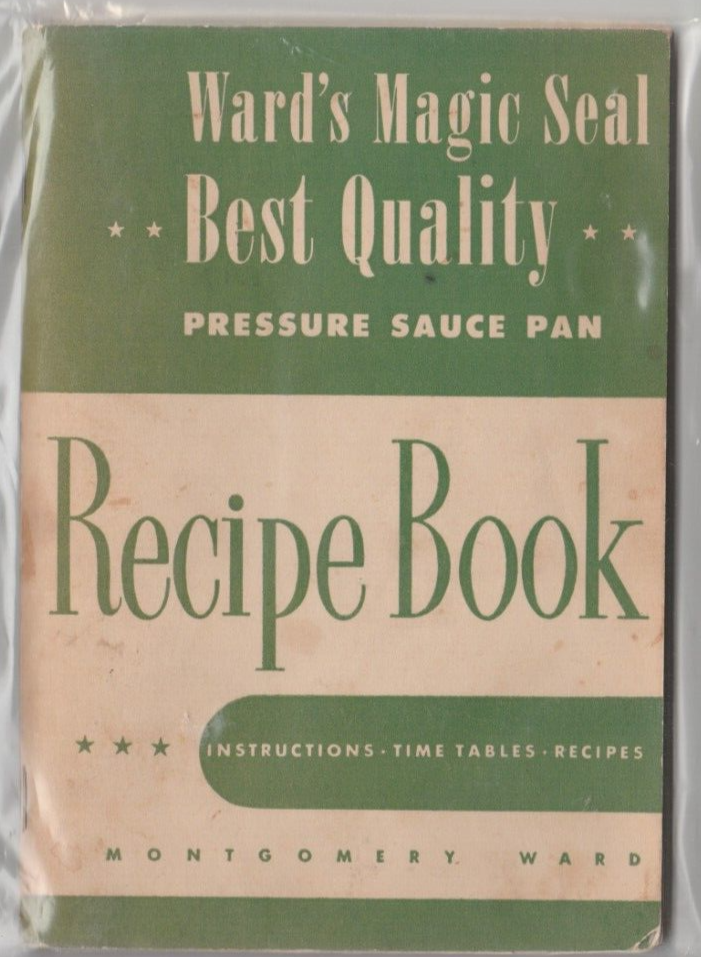 Ward's Magic Seal
Best Quality
PRESSURE SAUCE PAN
Recipe Book
INSTRUCTIONS · TIME TABLES · RECIPES
MONTGOMERY WARD